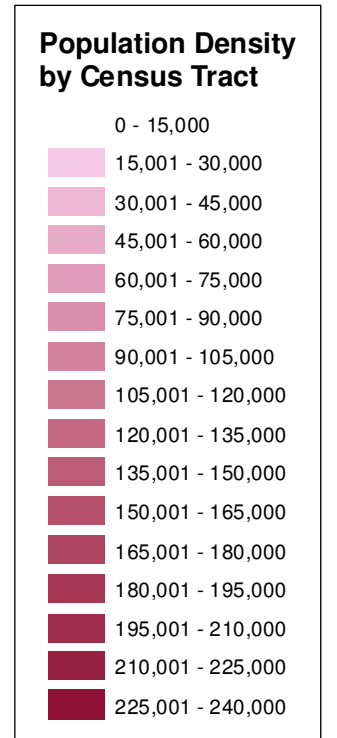 Population Density
by Census Tract
0 - 15,000
15,001 - 30,000
30,001 - 45,000
45,001 - 60,000
60,001 - 75,000
75,001 - 90,000
90,001 - 105,000
105,001 - 120,000
120,001 - 135,000
135,001 - 150,000
150,001 - 165,000
165,001 - 180,000
180,001 - 195,000
195,001 - 210,000
210,001 - 225,000
225,001 - 240,000